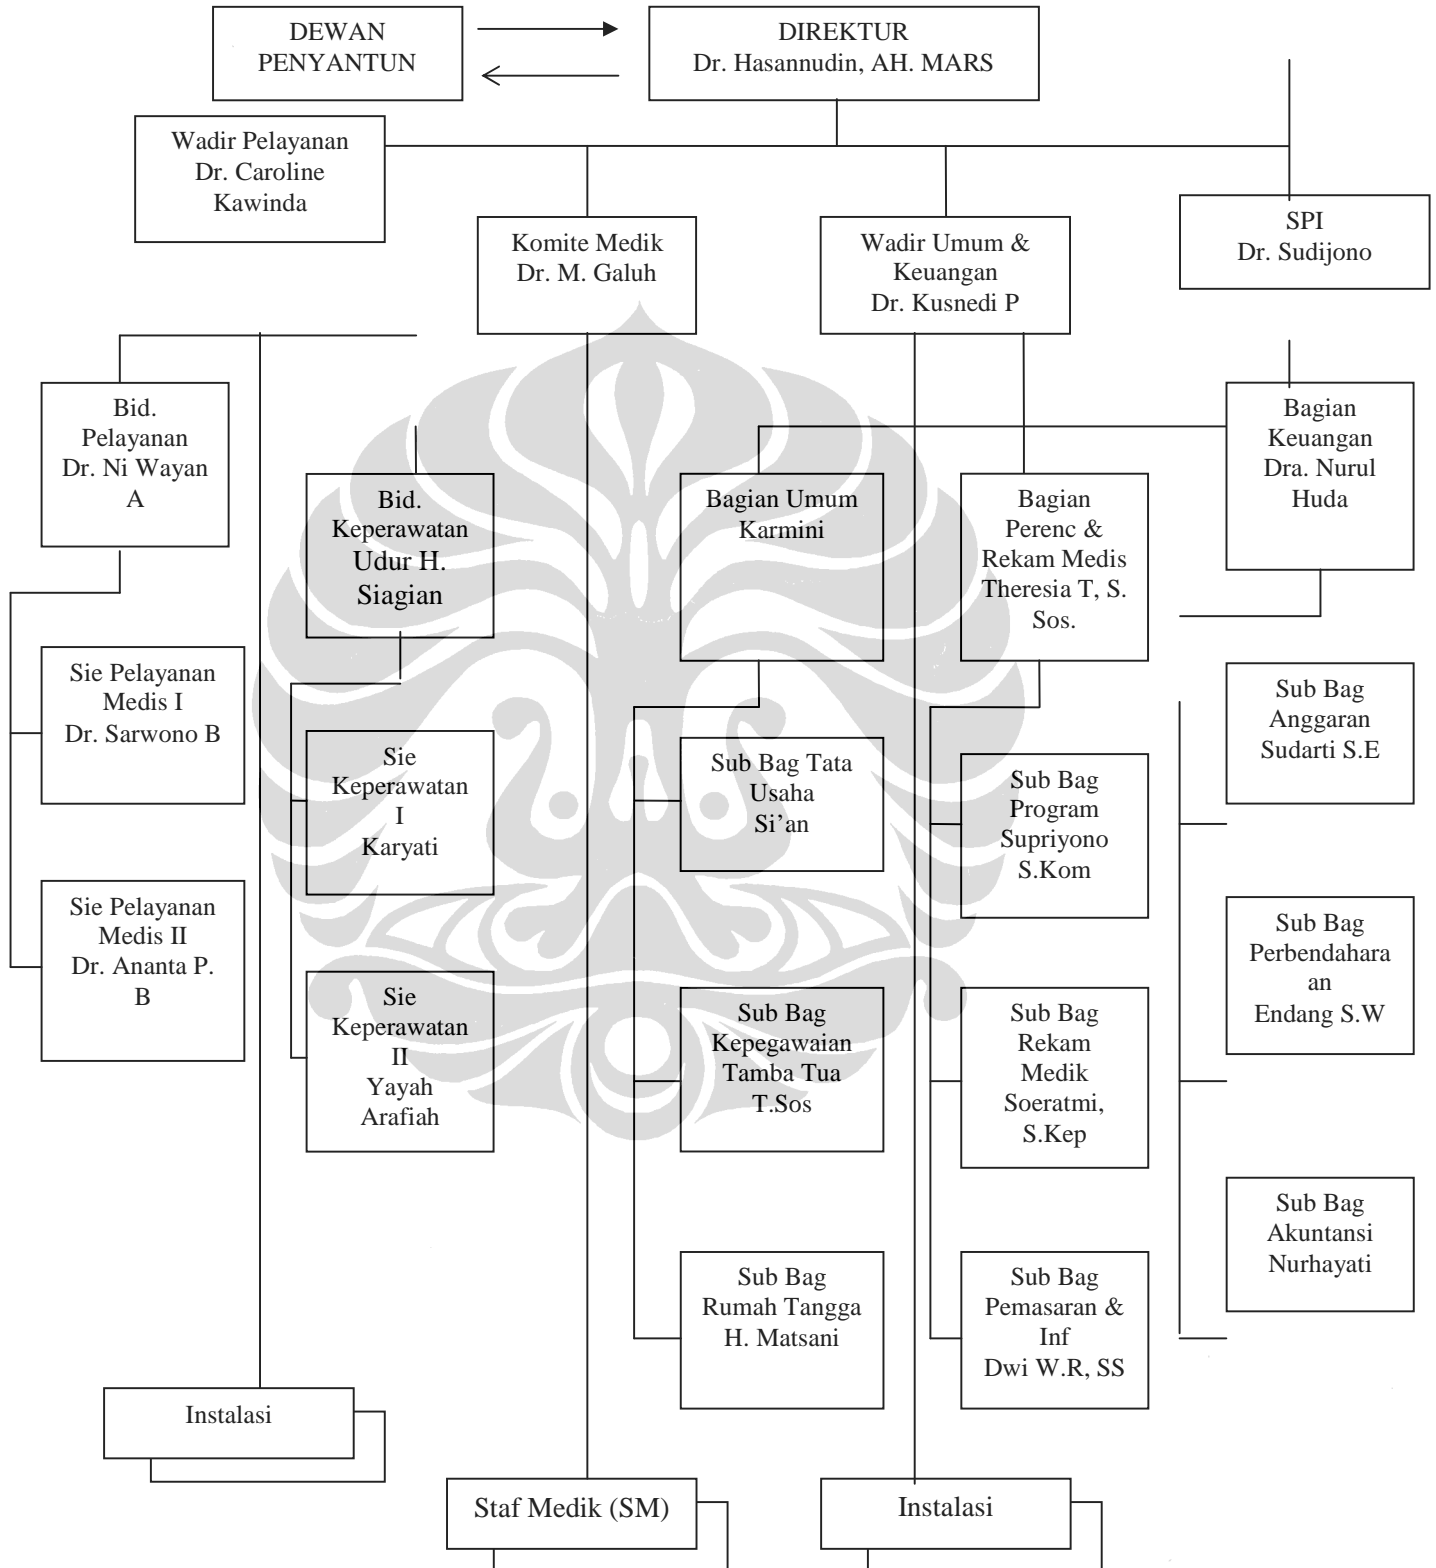 DEWAN
PENYANTUN
DIREKTUR
Dr. Hasannudin, AH. MARS
Wadir Pelayanan
Dr. Caroline
Kawinda
Komite Medik
Dr. M. Galuh
Wadir Umum &
Keuangan
Dr. Kusnedi P
SPI
Dr. Sudijono
Bid.
Pelayanan
Dr. Ni Wayan
A
Bid.
Keperawatan
Udur H.
Siagian
Bagian Umum
Karmini
Bagian
Perenc &
Rekam Medis
Theresia T, S.
Sos.
Bagian
Keuangan
Dra. Nurul
Huda
Sie Pelayanan
Medis I
Dr. Sarwono B
Sie
Keperawatan
I
Karyati
Sub Bag Tata
Usaha
Si’an
Sub Bag
Program
Supriyono
S.Kom
Sub Bag
Anggaran
Sudarti S.E
Sie Pelayanan
Medis II
Dr. Ananta P.
B
Sie
Keperawatan
II
Yayah
Arafiah
Sub Bag
Kepegawaian
Tamba Tua
T.Sos
Sub Bag
Rekam
Medik
Soeratmi,
S.Kep
Sub Bag
Perbendahara
an
Endang S.W
Sub Bag
Rumah Tangga
H. Matsani
Sub Bag
Pemasaran &
Inf
Dwi W.R, SS
Sub Bag
Akuntansi
Nurhayati
Instalasi
Staf Medik (SM)
Instalasi